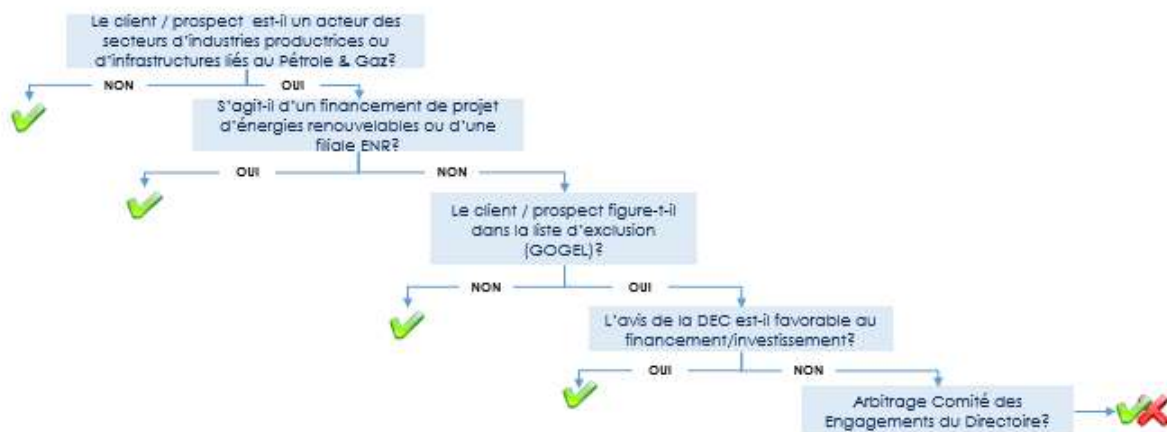 Le client / prospect est-il un acteur des
secteurs d'industries productrices ou
d'infrastructures liés au Pétrole & Gaz?
NON
OUI
S'agit-il d'un financement de projet
d'énergies renouvelables ou d'une
filiale ENR?
OUI
NON
Le client / prospect figure-t-il
dans la liste d'exclusion
(GOGEL)?
NON
OUI
L'avis de la DEC est-il favorable au
financement/investissement?
OUI
NON
Arbitrage Comité des
Engagements du Directoire?